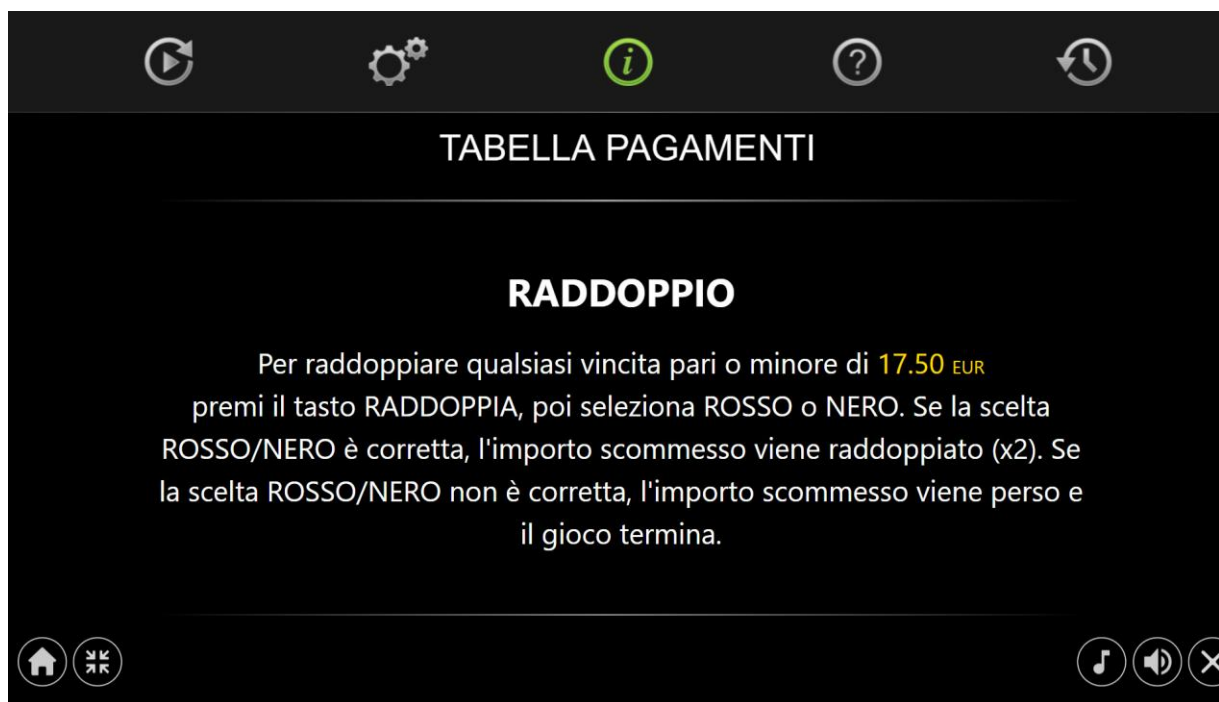 TABELLA PAGAMENTI
RADDOPPIO
Per raddoppiare qualsiasi vincita pari o minore di 17.50 EUR
premi il tasto RADDOPPIA, poi seleziona ROSSO o NERO. Se la scelta
ROSSO/NERO è corretta, l'importo scommesso viene raddoppiato (x2). Se
la scelta ROSSO/NERO non è corretta, l'importo scommesso viene perso e
il gioco termina.